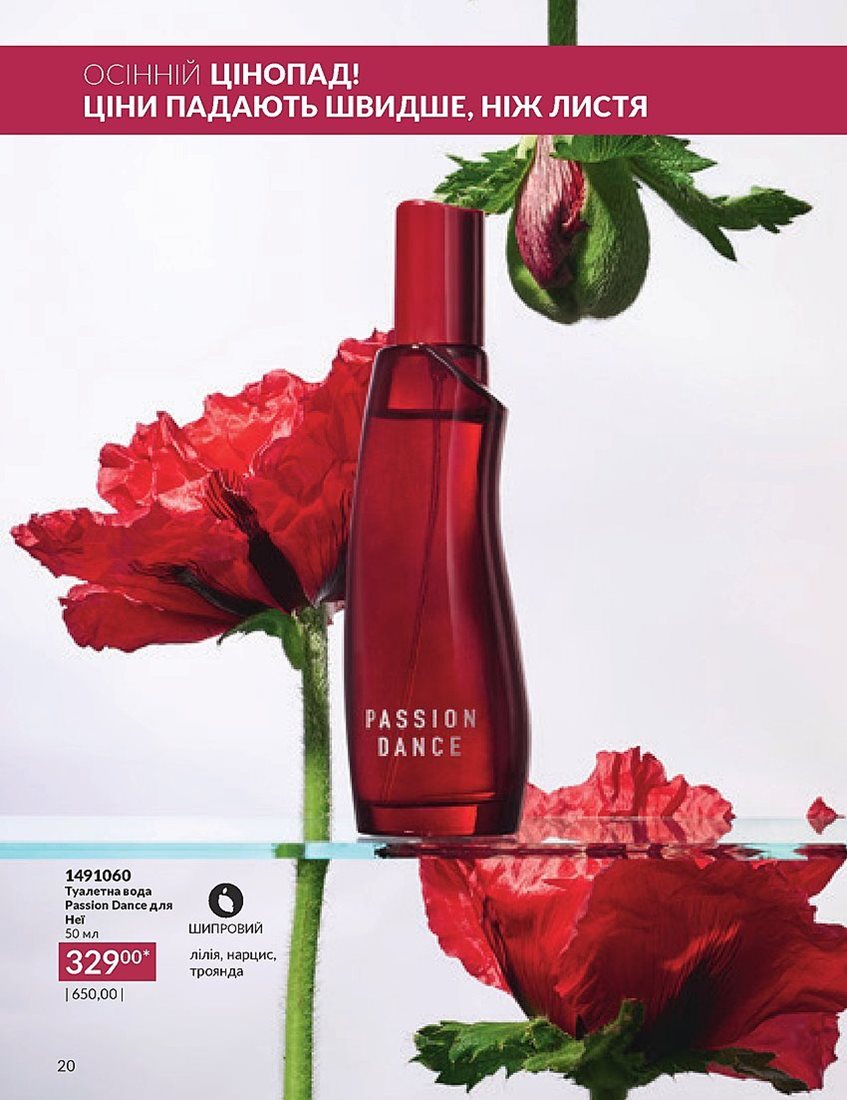 ОСІННІЙ ЦІНОПАД!
ЦІНИ ПАДАЮТЬ ШВИДШЕ, НІЖ ЛИСТЯ
PASSION
DANCE
1491060
Туалетна вода
Passion Dance для
Неї
50 мл
329⁰⁰*
| 650,00 |
ШИПРОВИЙ
лілія, нарцис,
троянда
20